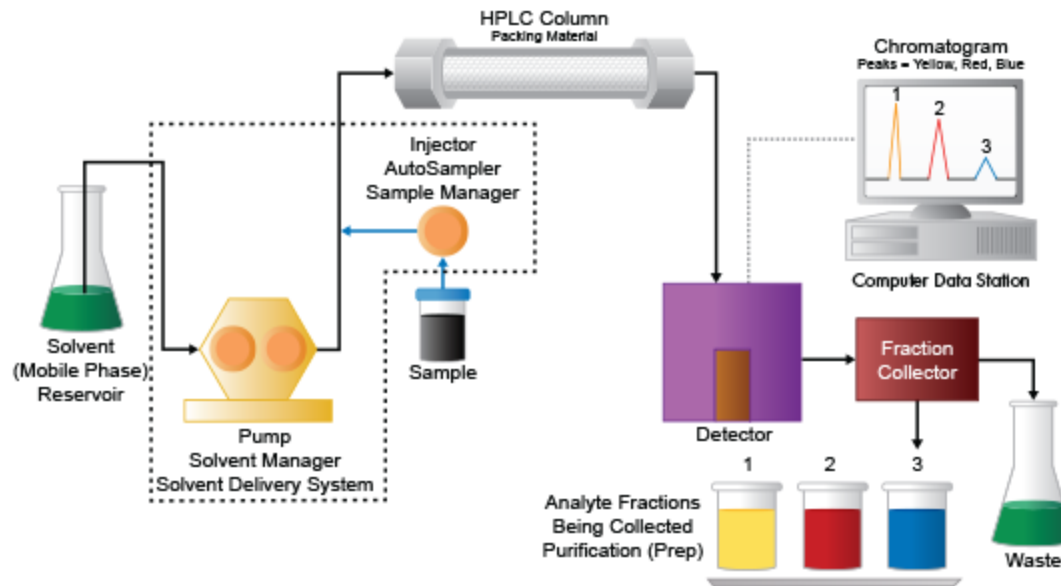 HPLC Column
Packing Material
Chromatogram
Peaks = Yellow, Red, Blue
1
2
3
Injector
AutoSampler
Sample Manager
Computer Data Station
Solvent
(Mobile Phase)
Reservoir
Sample
Fraction
Collector
Pump
Solvent Manager
Solvent Delivery System
Detector
1
2
3
Analyte Fractions
Being Collected
Purification (Prep)
Waste